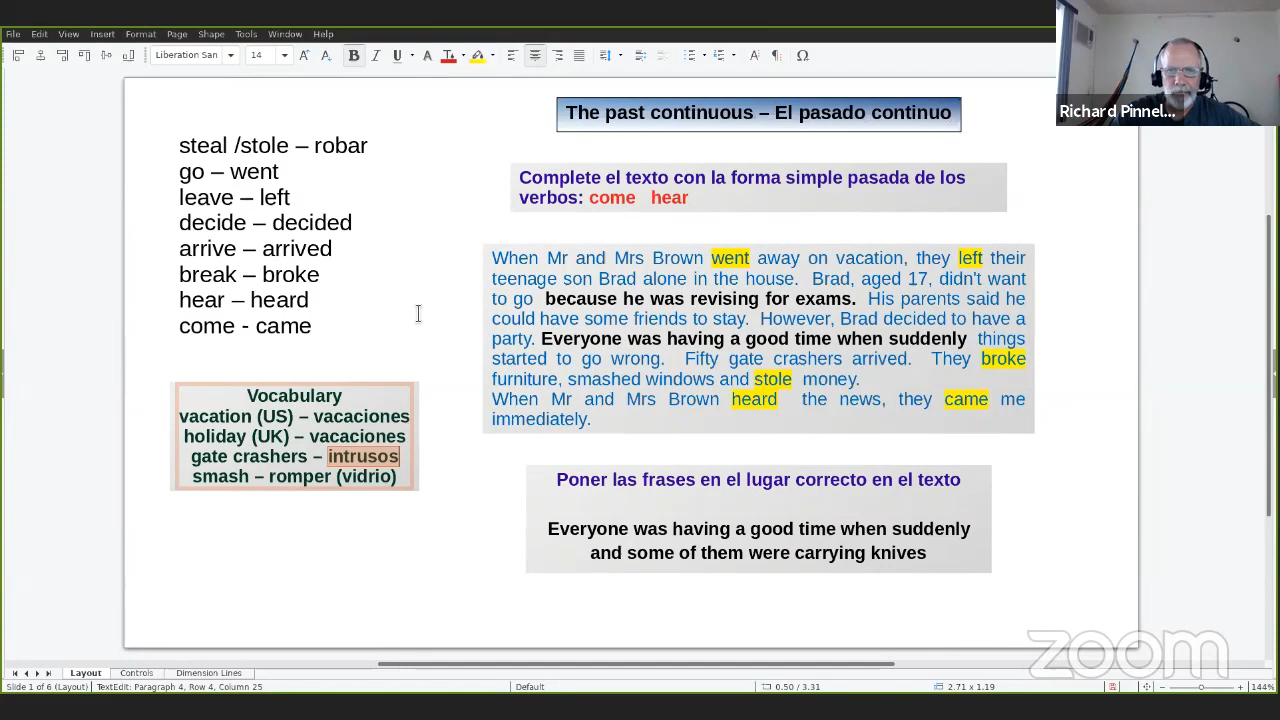 File Edit View Insert Format Page Shape Tools Window Help
Liberation San 14
Richard Pinnel...
The past continuous – El pasado continuo
steal /stole – robar
go – went
leave – left
decide – decided
arrive – arrived
break – broke
hear – heard
come - came
Complete el texto con la forma simple pasada de los
verbos: come hear
When Mr and Mrs Brown went away on vacation, they left their
teenage son Brad alone in the house. Brad, aged 17, didn't want
to go because he was revising for exams. His parents said he
could have some friends to stay. However, Brad decided to have a
party. Everyone was having a good time when suddenly things
started to go wrong. Fifty gate crashers arrived. They broke
furniture, smashed windows and stole money.
When Mr and Mrs Brown heard the news, they came me
immediately.
Vocabulary
vacation (US) – vacaciones
holiday (UK) – vacaciones
gate crashers – intrusos
smash – romper (vidrio)
Poner las frases en el lugar correcto en el texto
Everyone was having a good time when suddenly
and some of them were carrying knives
zoom
Layout Controls Dimension Lines
Slide 1 of 6 (Layout) TextEdit: Paragraph 4, Row 4, Column 25 Default 0.50 / 3.31 2.71 x 1.19 144%